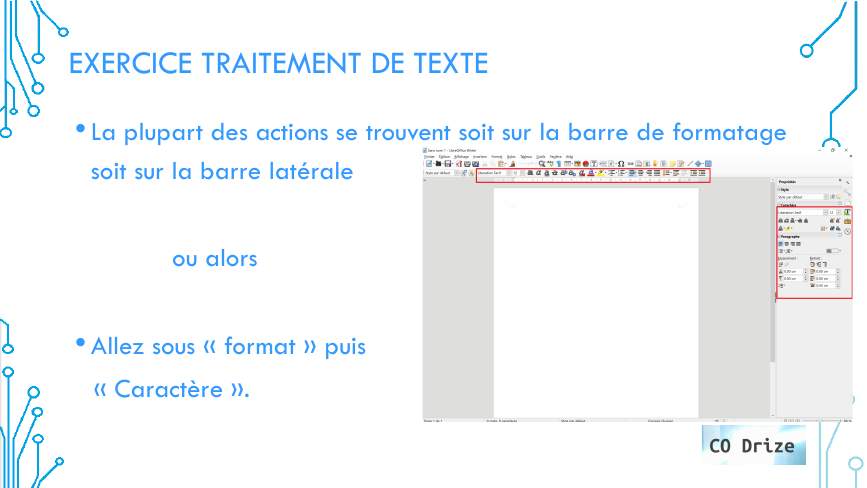 EXERCICE TRAITEMENT DE TEXTE
• La plupart des actions se trouvent soit sur la barre de formatage
soit sur la barre latérale
ou alors
• Allez sous « format » puis
« Caractère ».
CO Drize